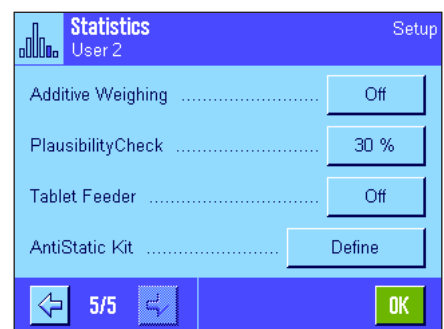 Statistics Setup
User 2
Additive Weighing ........................... Off
PlausibilityCheck ........................... 30 %
Tablet Feeder ................................ Off
AntiStatic Kit ......................... Define
5/5 OK